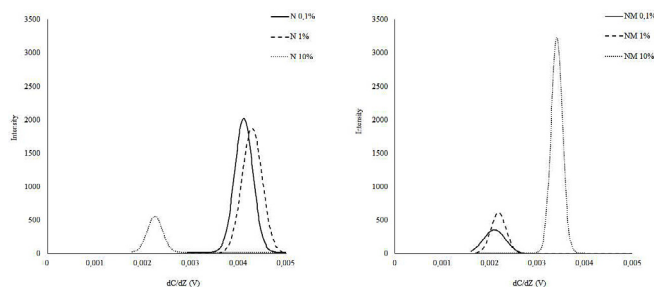 N 0,1%
N 1%
N 10%
3500
3000
2500
2000
1500
1000
500
0
Intensity
0
0,001
0,002
0,003
0,004
0,005
dC/dZ (V)
NM 0,1%
NM 1%
NM 10%
3500
3000
2500
2000
1500
1000
500
0
Intensity
0
0,001
0,002
0,003
0,004
0,005
dC/dZ (V)